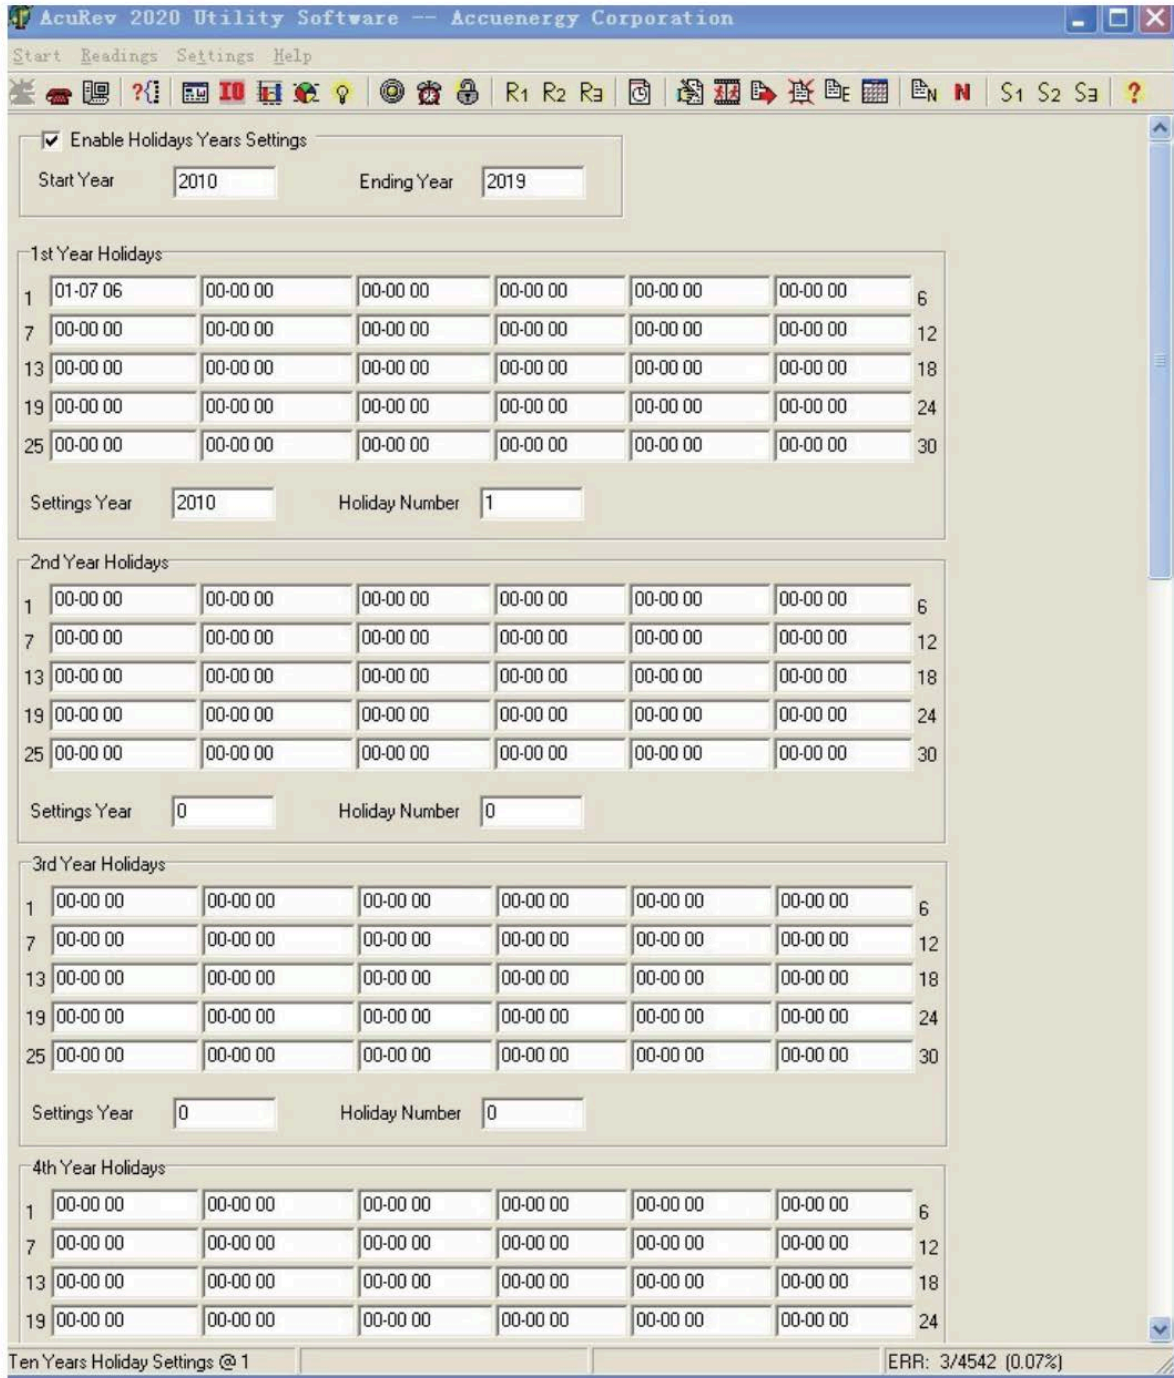 AcuRev 2020 Utility Software -- Accuenergy Corporation
Start Readings Settings Help
?{] IO R1 R2 R3 E N N S1 S2 S3 ?
Enable Holidays Years Settings
Start Year 2010 Ending Year 2019
1st Year Holidays
1 01-07 06 00-00 00 00-00 00 00-00 00 00-00 00 00-00 00 6
7 00-00 00 00-00 00 00-00 00 00-00 00 00-00 00 00-00 00 12
13 00-00 00 00-00 00 00-00 00 00-00 00 00-00 00 00-00 00 18
19 00-00 00 00-00 00 00-00 00 00-00 00 00-00 00 00-00 00 24
25 00-00 00 00-00 00 00-00 00 00-00 00 00-00 00 00-00 00 30
Settings Year 2010 Holiday Number 1
2nd Year Holidays
1 00-00 00 00-00 00 00-00 00 00-00 00 00-00 00 00-00 00 6
7 00-00 00 00-00 00 00-00 00 00-00 00 00-00 00 00-00 00 12
13 00-00 00 00-00 00 00-00 00 00-00 00 00-00 00 00-00 00 18
19 00-00 00 00-00 00 00-00 00 00-00 00 00-00 00 00-00 00 24
25 00-00 00 00-00 00 00-00 00 00-00 00 00-00 00 00-00 00 30
Settings Year 0 Holiday Number 0
3rd Year Holidays
1 00-00 00 00-00 00 00-00 00 00-00 00 00-00 00 00-00 00 6
7 00-00 00 00-00 00 00-00 00 00-00 00 00-00 00 00-00 00 12
13 00-00 00 00-00 00 00-00 00 00-00 00 00-00 00 00-00 00 18
19 00-00 00 00-00 00 00-00 00 00-00 00 00-00 00 00-00 00 24
25 00-00 00 00-00 00 00-00 00 00-00 00 00-00 00 00-00 00 30
Settings Year 0 Holiday Number 0
4th Year Holidays
1 00-00 00 00-00 00 00-00 00 00-00 00 00-00 00 00-00 00 6
7 00-00 00 00-00 00 00-00 00 00-00 00 00-00 00 00-00 00 12
13 00-00 00 00-00 00 00-00 00 00-00 00 00-00 00 00-00 00 18
19 00-00 00 00-00 00 00-00 00 00-00 00 00-00 00 00-00 00 24
Ten Years Holiday Settings @ 1 ERR: 3/4542 (0.07%)